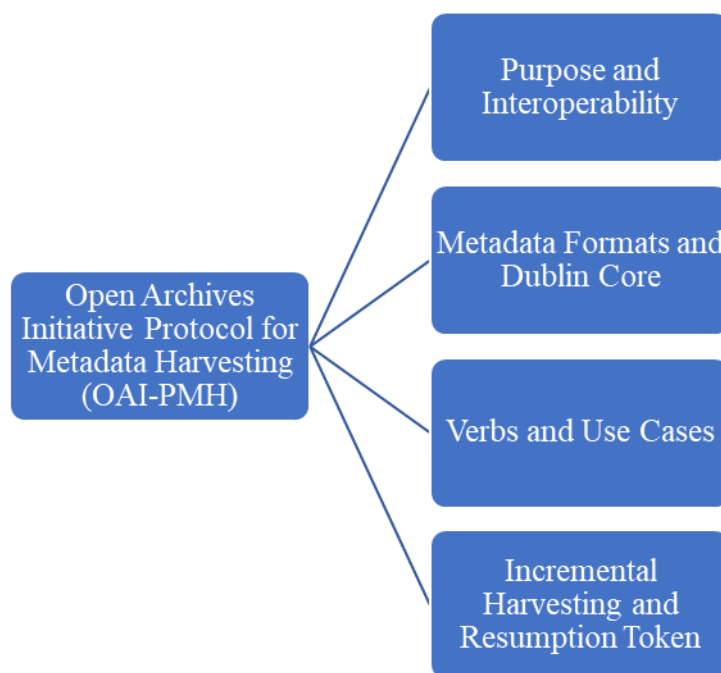 Purpose and
Interoperability
Metadata Formats and
Dublin Core
Open Archives
Initiative Protocol for
Metadata Harvesting
(OAI-PMH)
Verbs and Use Cases
Incremental
Harvesting and
Resumption Token